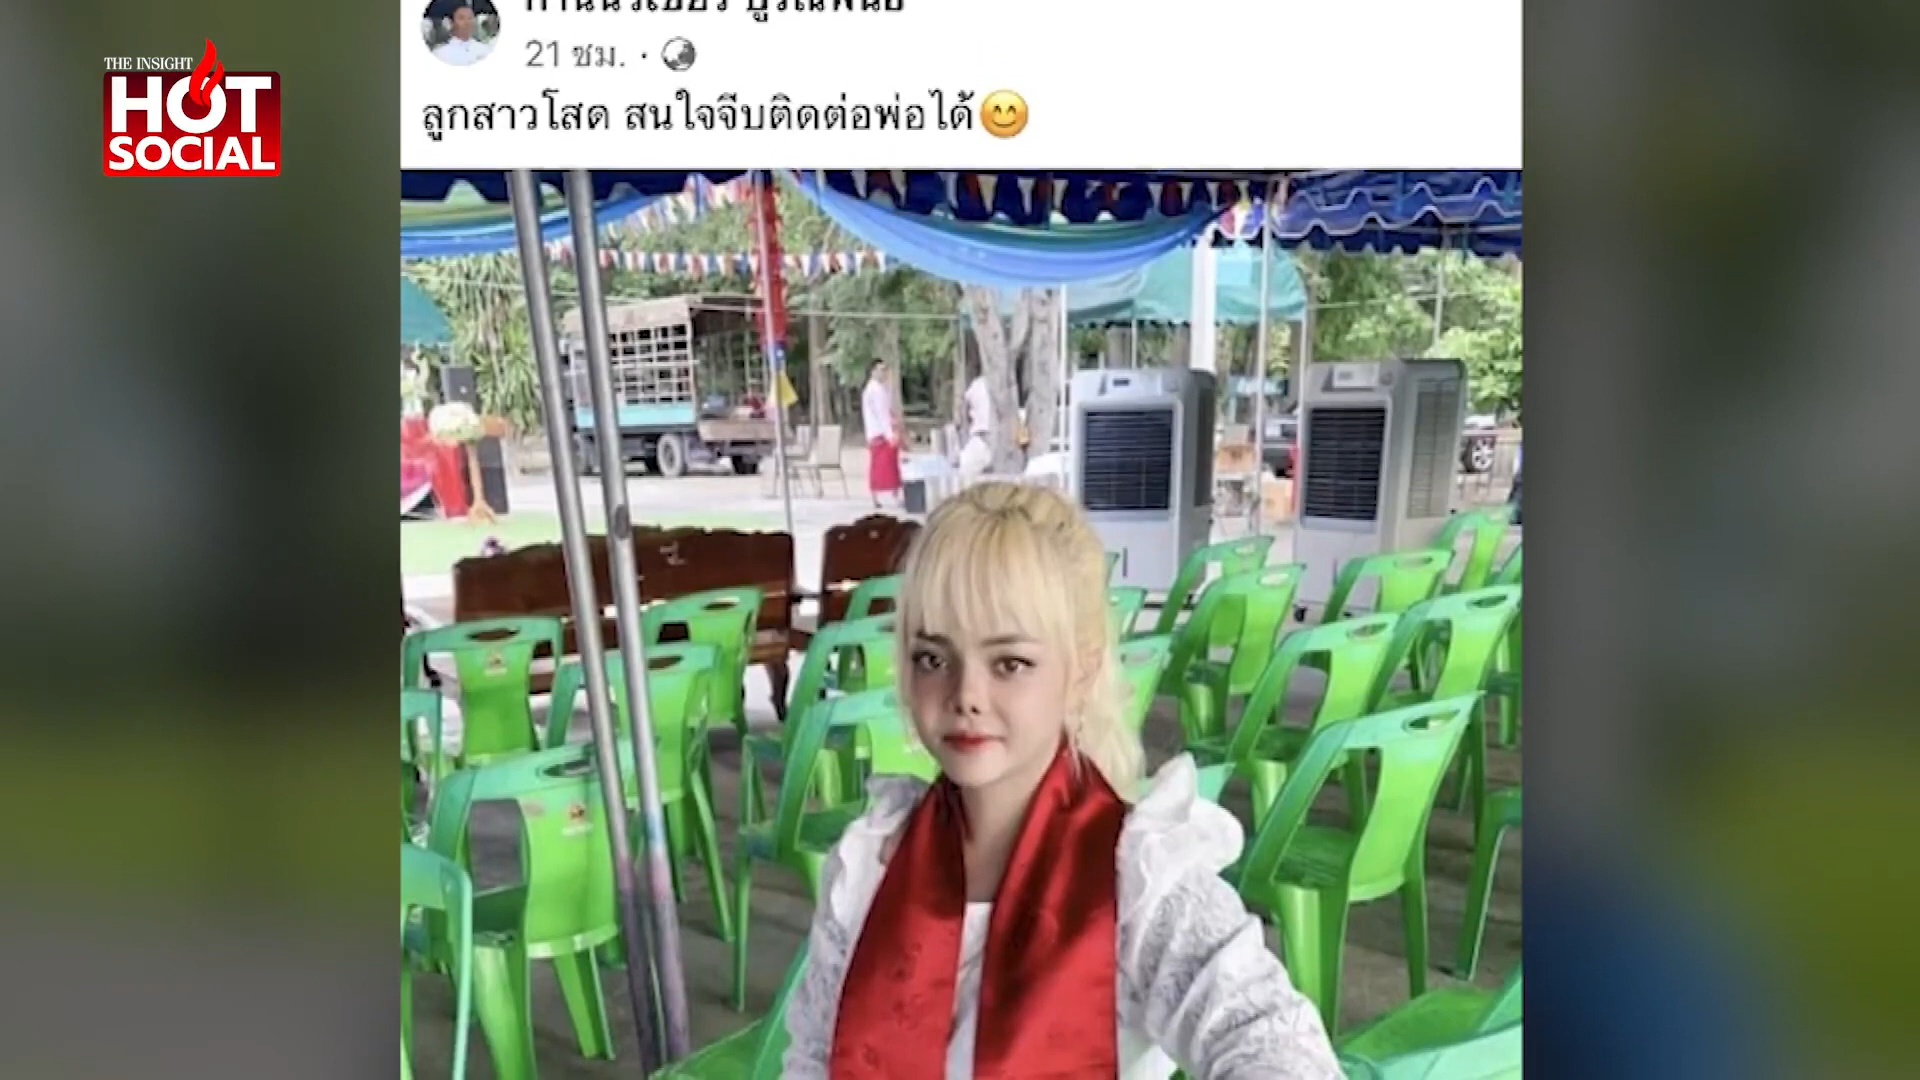 THE INSIGHT
HOT
SOCIAL
21 ซม. ·
ลูกสาวโสด สนใจจีบติดต่อพ่อได้😊